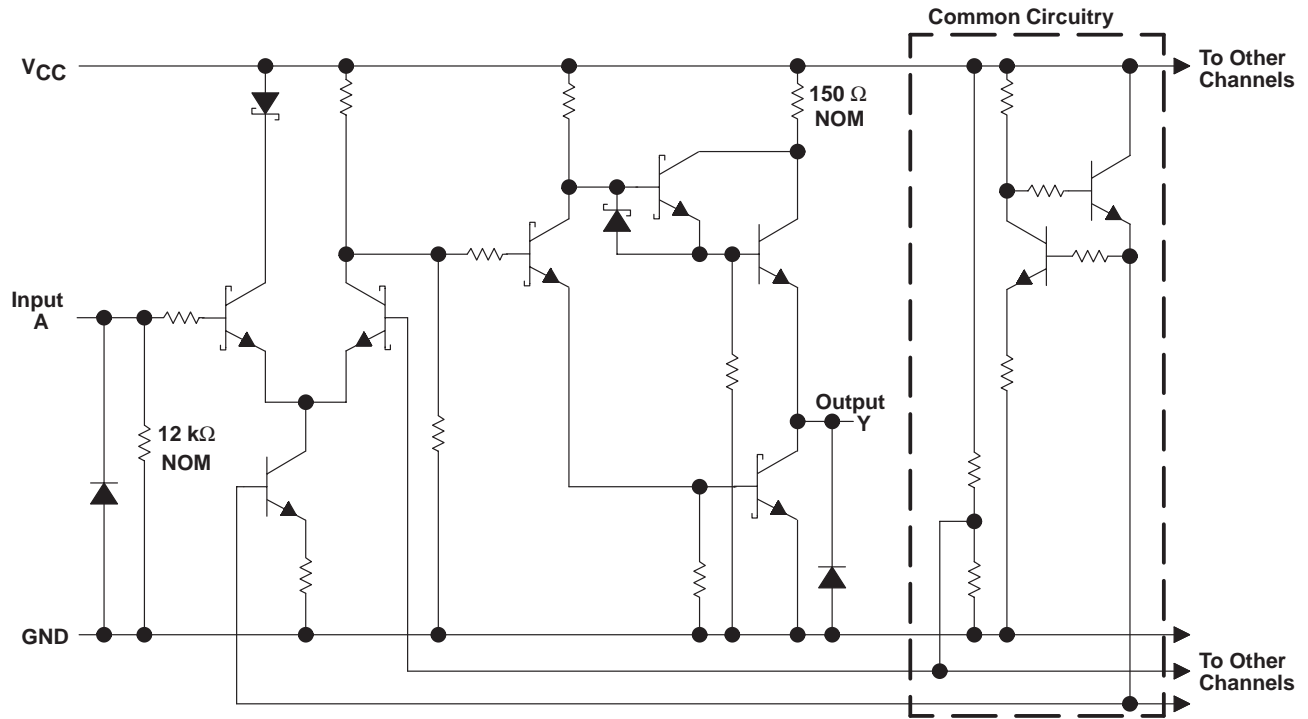 Common Circuitry
VCC
To Other
Channels
150 Ω
NOM
Input
A
12 kΩ
NOM
Output
Y
GND
To Other
Channels